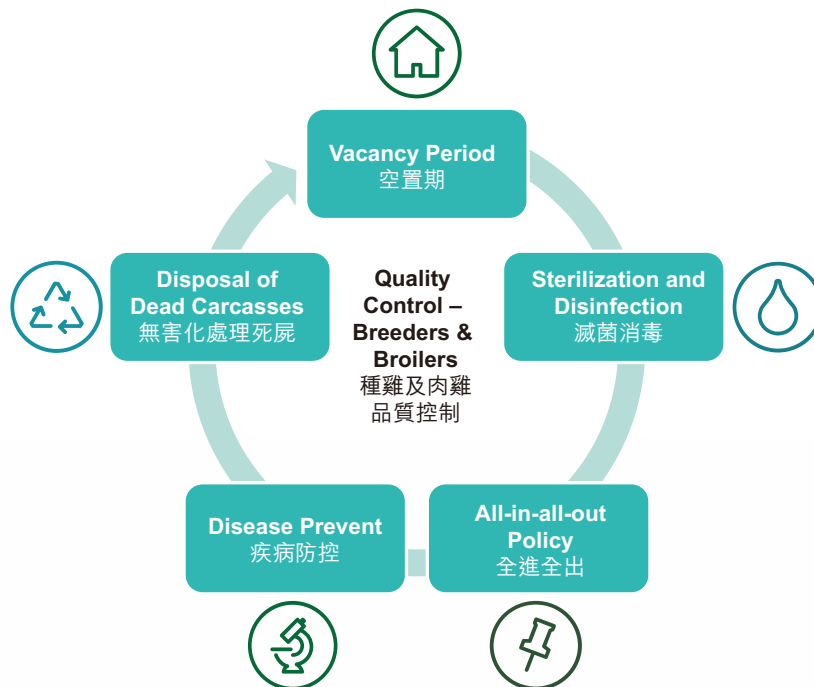 Vacancy Period
空置期
Disposal of
Dead Carcasses
無害化處理死屍
Quality
Control –
Breeders &
Broilers
種雞及肉雞
品質控制
Sterilization and
Disinfection
滅菌消毒
Disease Prevent
疾病防控
All-in-all-out
Policy
全進全出